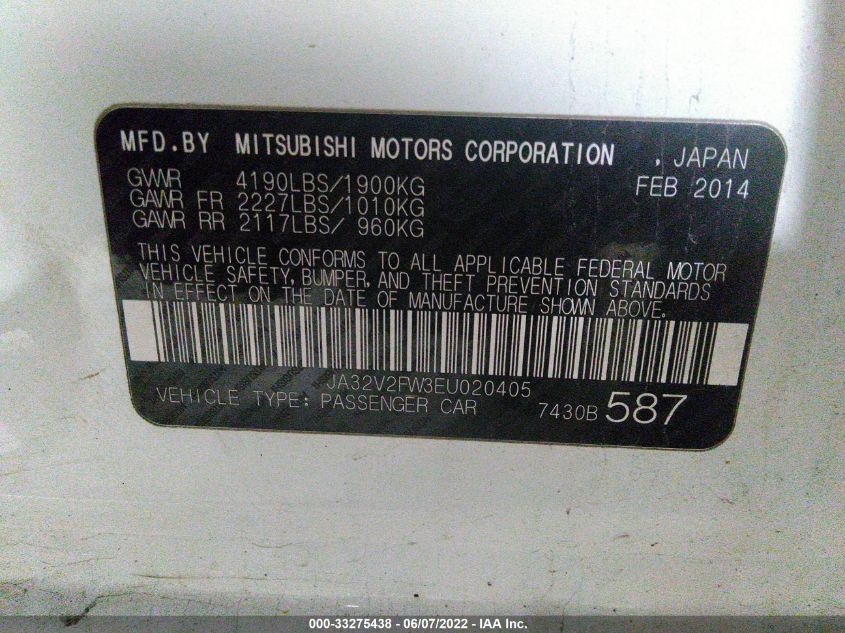 MFD.BY MITSUBISHI MOTORS CORPORATION , JAPAN
GVWR 4190LBS/1900KG FEB 2014
GAWR FR 2227LBS/1010KG
GAWR RR 2117LBS/ 960KG
THIS VEHICLE CONFORMS TO ALL APPLICABLE FEDERAL MOTOR
VEHICLE SAFETY, BUMPER, AND THEFT PREVENTION STANDARDS
IN EFFECT ON THE DATE OF MANUFACTURE SHOWN ABOVE.
JA32V2FW3EU020405
VEHICLE TYPE: PASSENGER CAR 7430B 587
000-33275438 - 06/07/2022 - IAA Inc.